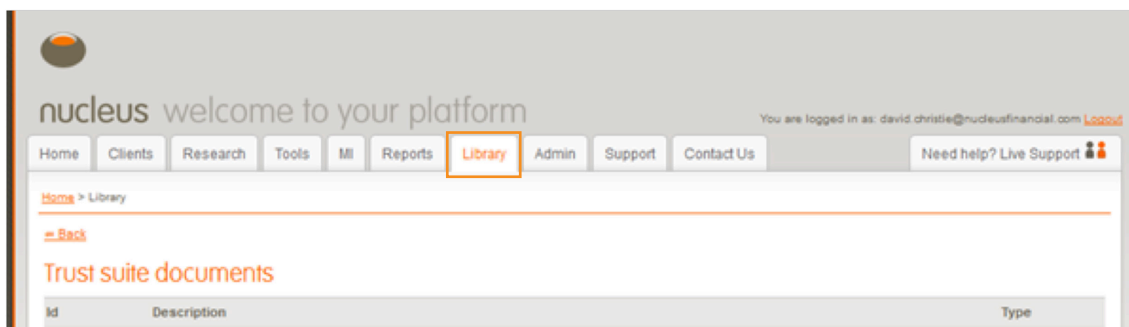 nucleus welcome to your platform
You are logged in as: david.christie@nucleusfinancial.com Logout
Home Clients Research Tools MI Reports Library Admin Support Contact Us Need help? Live Support
Home > Library
« Back
Trust suite documents
Id Description Type